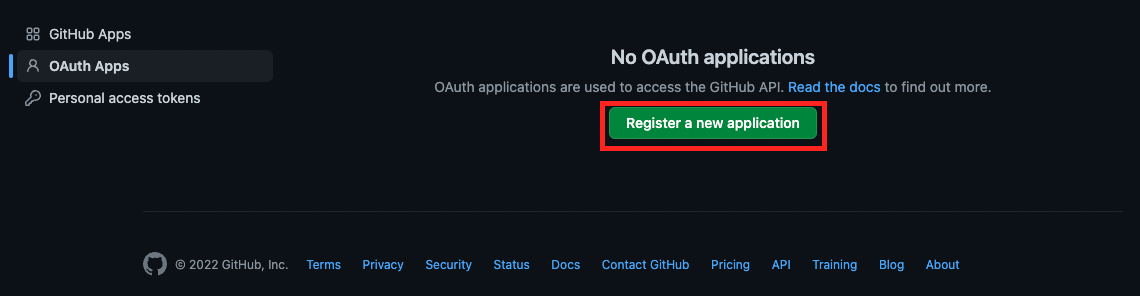 GitHub Apps
OAuth Apps
Personal access tokens
No OAuth applications
OAuth applications are used to access the GitHub API. Read the docs to find out more.
Register a new application
© 2022 GitHub, Inc. Terms Privacy Security Status Docs Contact GitHub Pricing API Training Blog About